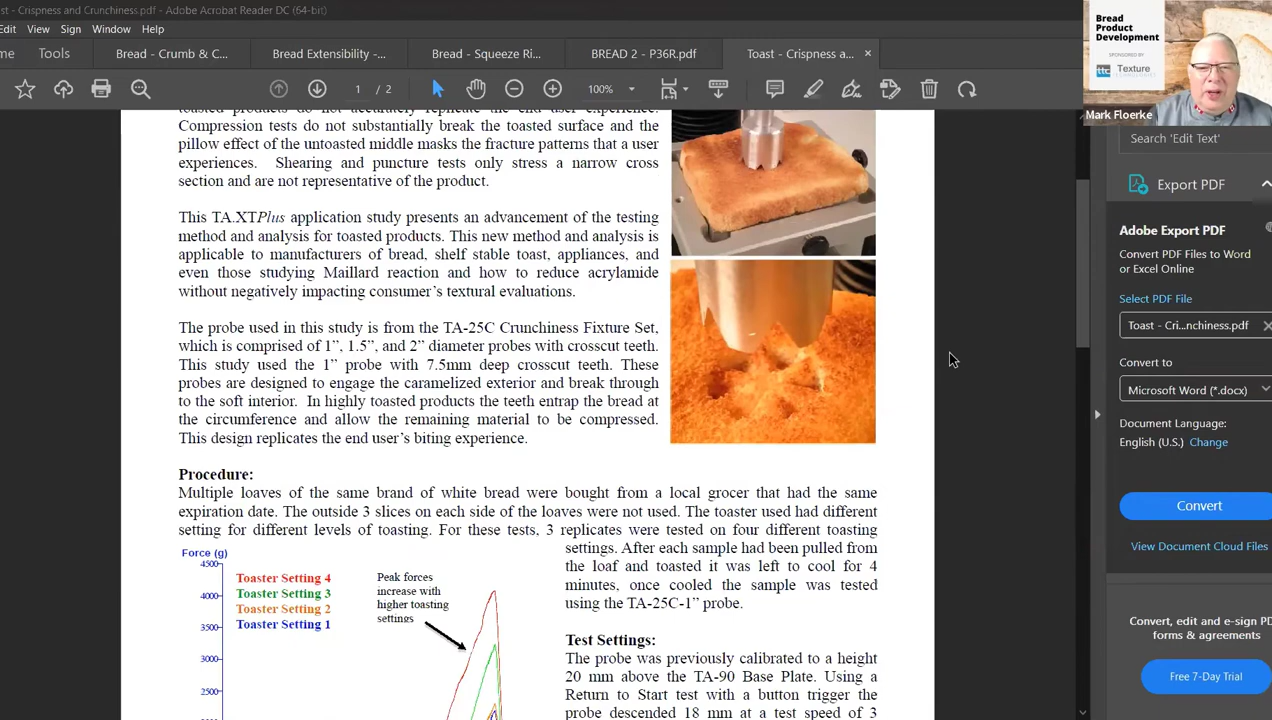 st - Crispness and Crunchiness.pdf - Adobe Acrobat Reader DC (64-bit)
Edit View Sign Window Help
me Tools Bread - Crumb & C... Bread Extensibility -... Bread - Squeeze Ri... BREAD 2 - P36R.pdf Toast - Crispness a... ×
1 / 2 100%
toasted products do not accurately replicate the end user experience.
Compression tests do not substantially break the toasted surface and the
pillow effect of the untoasted middle masks the fracture patterns that a user
experiences. Shearing and puncture tests only stress a narrow cross
section and are not representative of the product.
This TA.XTPlus application study presents an advancement of the testing
method and analysis for toasted products. This new method and analysis is
applicable to manufacturers of bread, shelf stable toast, appliances, and
even those studying Maillard reaction and how to reduce acrylamide
without negatively impacting consumer's textural evaluations.
The probe used in this study is from the TA-25C Crunchiness Fixture Set,
which is comprised of 1”, 1.5”, and 2” diameter probes with crosscut teeth.
This study used the 1” probe with 7.5mm deep crosscut teeth. These
probes are designed to engage the caramelized exterior and break through
to the soft interior. In highly toasted products the teeth entrap the bread at
the circumference and allow the remaining material to be compressed.
This design replicates the end user’s biting experience.
Procedure:
Multiple loaves of the same brand of white bread were bought from a local grocer that had the same
expiration date. The outside 3 slices on each side of the loaves were not used. The toaster used had different
setting for different levels of toasting. For these tests, 3 replicates were tested on four different toasting
settings. After each sample had been pulled from
the loaf and toasted it was left to cool for 4
minutes, once cooled the sample was tested
using the TA-25C-1” probe.
Test Settings:
The probe was previously calibrated to a height
20 mm above the TA-90 Base Plate. Using a
Return to Start test with a button trigger the
probe descended 18 mm at a test speed of 3
Force (g)
4500
4000
3500
3000
2500
Toaster Setting 4
Toaster Setting 3
Toaster Setting 2
Toaster Setting 1
Peak forces
increase with
higher toasting
settings
Bread
Product
Development
SPONSORED BY
ttc Texture
Mark Floerke
Search 'Edit Text'
Export PDF
Adobe Export PDF
Convert PDF Files to Word
or Excel Online
Select PDF File
Toast - Cri...nchiness.pdf ×
Convert to
Microsoft Word (*.docx)
Document Language:
English (U.S.) Change
Convert
View Document Cloud Files
Convert, edit and e-sign PD
forms & agreements
Free 7-Day Trial